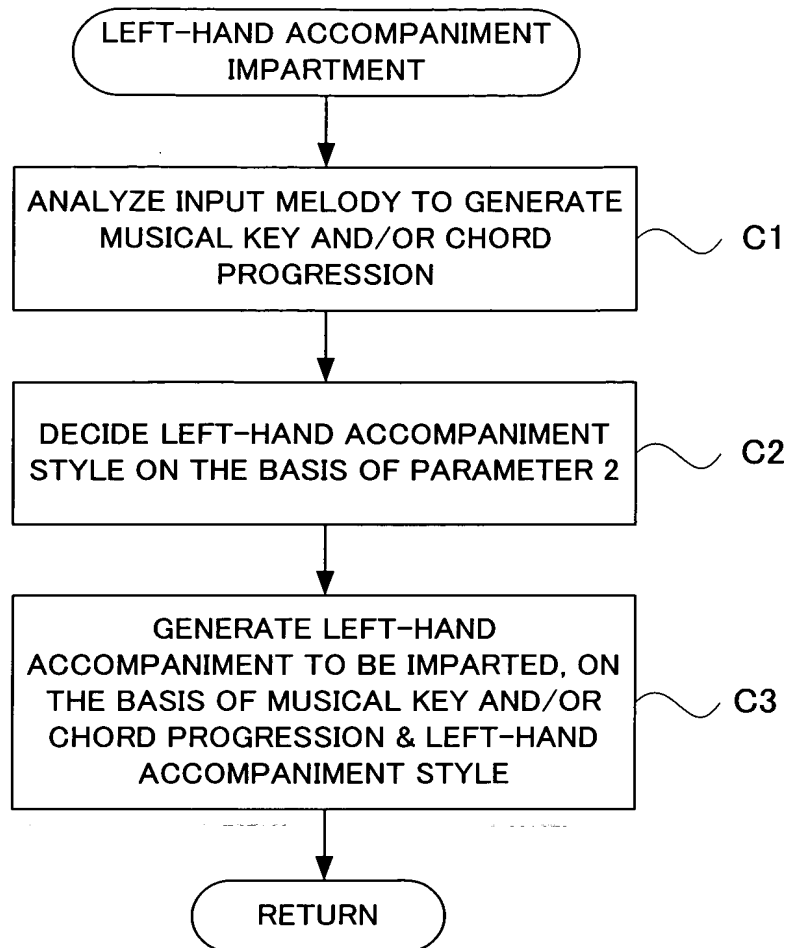 LEFT-HAND ACCOMPANIMENT
IMPARTMENT
ANALYZE INPUT MELODY TO GENERATE
MUSICAL KEY AND/OR CHORD
PROGRESSION
C1
DECIDE LEFT-HAND ACCOMPANIMENT
STYLE ON THE BASIS OF PARAMETER 2
C2
GENERATE LEFT-HAND
ACCOMPANIMENT TO BE IMPARTED, ON
THE BASIS OF MUSICAL KEY AND/OR
CHORD PROGRESSION & LEFT-HAND
ACCOMPANIMENT STYLE
C3
RETURN